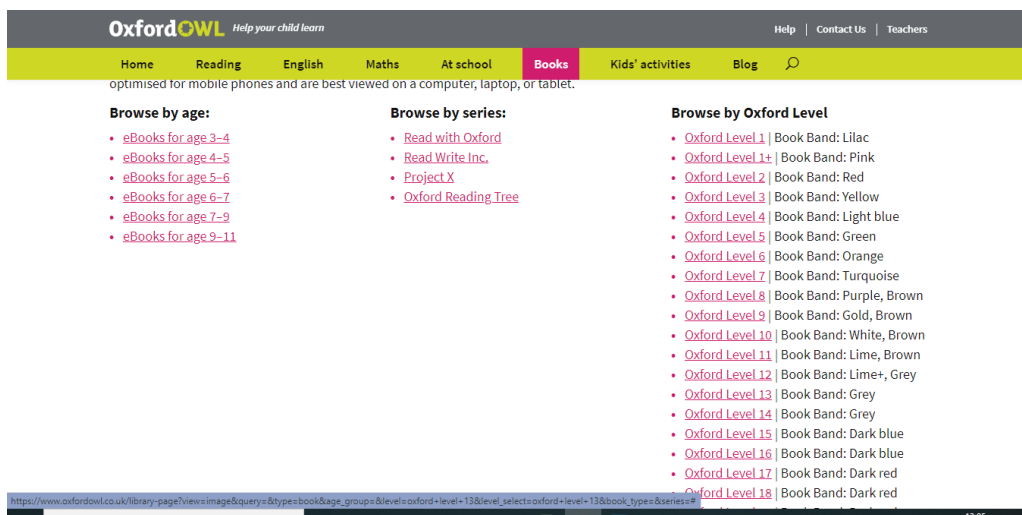 OxfordOWL Help your child learn
Help | Contact Us | Teachers
Home Reading English Maths At school Books Kids' activities Blog
optimised for mobile phones and are best viewed on a computer, laptop, or tablet.
Browse by age:
• eBooks for age 3–4
• eBooks for age 4–5
• eBooks for age 5–6
• eBooks for age 6–7
• eBooks for age 7–9
• eBooks for age 9–11
Browse by series:
• Read with Oxford
• Read Write Inc.
• Project X
• Oxford Reading Tree
Browse by Oxford Level
• Oxford Level 1 | Book Band: Lilac
• Oxford Level 1+ | Book Band: Pink
• Oxford Level 2 | Book Band: Red
• Oxford Level 3 | Book Band: Yellow
• Oxford Level 4 | Book Band: Light blue
• Oxford Level 5 | Book Band: Green
• Oxford Level 6 | Book Band: Orange
• Oxford Level 7 | Book Band: Turquoise
• Oxford Level 8 | Book Band: Purple, Brown
• Oxford Level 9 | Book Band: Gold, Brown
• Oxford Level 10 | Book Band: White, Brown
• Oxford Level 11 | Book Band: Lime, Brown
• Oxford Level 12 | Book Band: Lime+, Grey
• Oxford Level 13 | Book Band: Grey
• Oxford Level 14 | Book Band: Grey
• Oxford Level 15 | Book Band: Dark blue
• Oxford Level 16 | Book Band: Dark blue
• Oxford Level 17 | Book Band: Dark red
Oxford Level 18 | Book Band: Dark red
https://www.oxfordowl.co.uk/library-page?view=image&query=&type=book&age_group=&level=oxford+level+13&level_select=oxford+level+13&book_type=&series=#